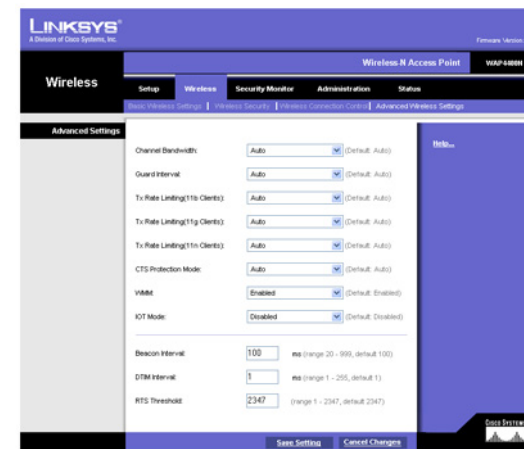 LINKSYS®
A Division of Cisco Systems, Inc.
Firmware Version
Wireless-N Access Point WAP4400N
Wireless
Setup Wireless Security Monitor Administration Status
Basic Wireless Settings | Wireless Security | Wireless Connection Control | Advanced Wireless Settings
Advanced Settings
Help...
Channel Bandwidth: Auto (Default: Auto)
Guard Interval: Auto (Default: Auto)
Tx Rate Limiting(11b Clients): Auto (Default: Auto)
Tx Rate Limiting(11g Clients): Auto (Default: Auto)
Tx Rate Limiting(11n Clients): Auto (Default: Auto)
CTS Protection Mode: Auto (Default: Auto)
WMM: Enabled (Default: Enabled)
IOT Mode: Disabled (Default: Disabled)
Beacon Interval: 100 ms (range 20 - 999, default 100)
DTIM Interval: 1 ms (range 1 - 255, default 1)
RTS Threshold: 2347 (range 1 - 2347, default 2347)
Save Setting Cancel Changes
CISCO SYSTEM